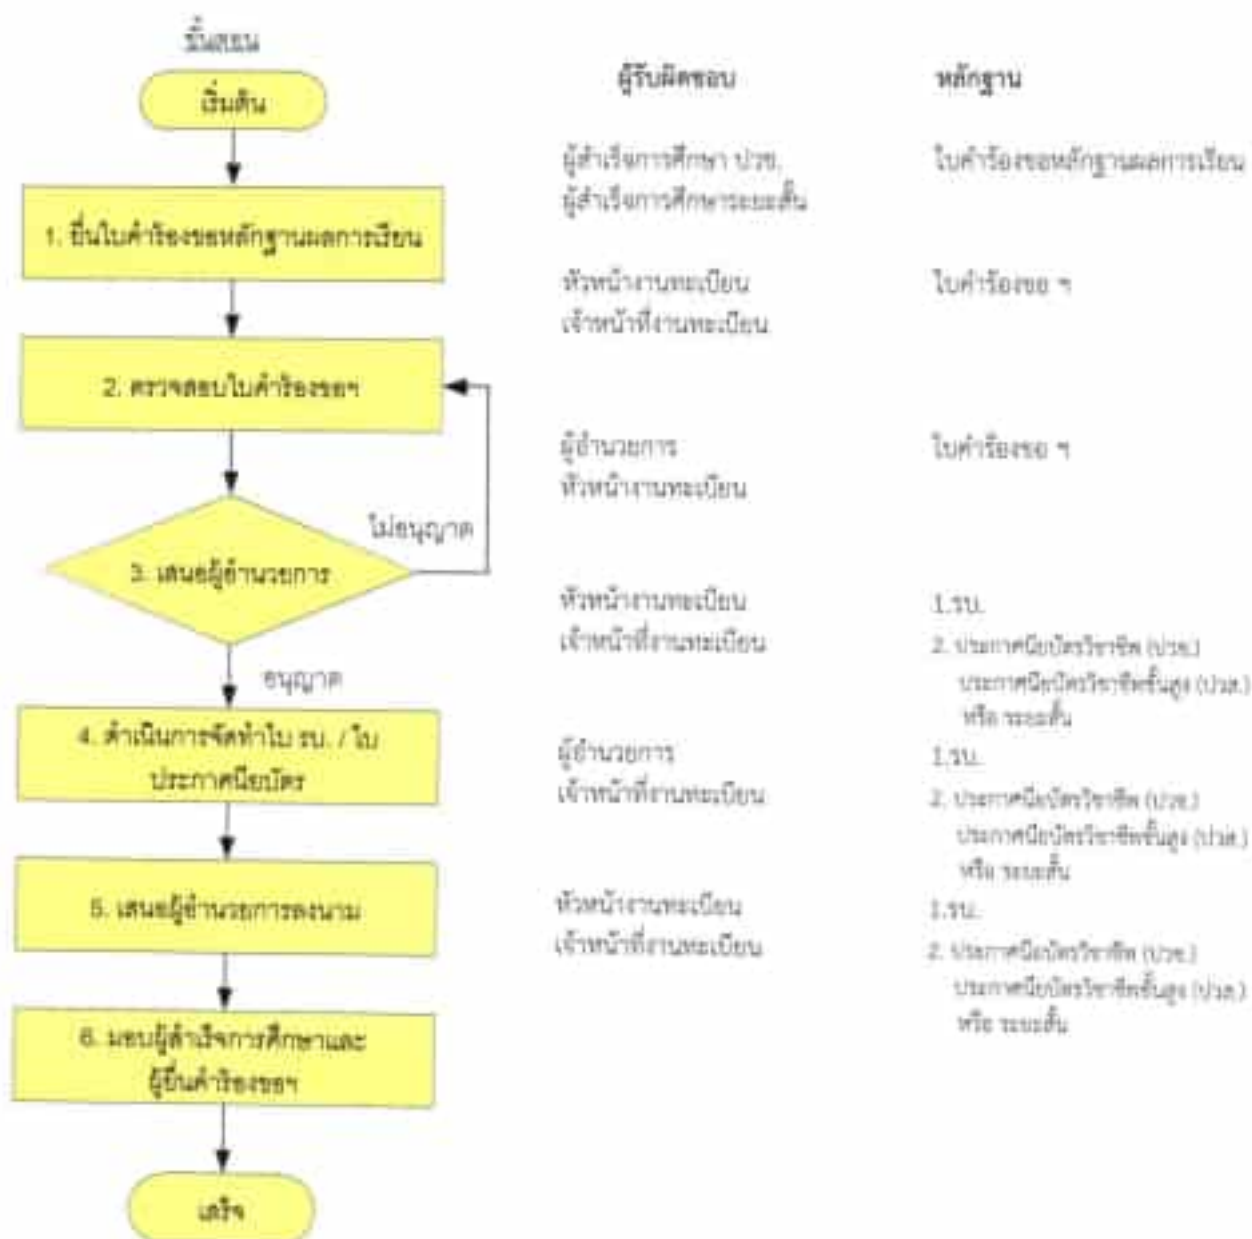 ขั้นตอน
ผู้รับผิดชอบ
หลักฐาน
เริ่มต้น
ผู้สำเร็จการศึกษา ปวช.
ผู้สำเร็จการศึกษาระยะสั้น
ใบคำร้องขอหลักฐานผลการเรียน
1. ยื่นใบคำร้องขอหลักฐานผลการเรียน
หัวหน้างานทะเบียน
เจ้าหน้าที่งานทะเบียน
ใบคำร้องขอ ฯ
2. ตรวจสอบใบคำร้องขอฯ
ผู้อำนวยการ
หัวหน้างานทะเบียน
ใบคำร้องขอ ฯ
ไม่อนุญาต
3. เสนอผู้อำนวยการ
อนุญาต
หัวหน้างานทะเบียน
เจ้าหน้าที่งานทะเบียน
1.รบ.
2. ประกาศนียบัตรวิชาชีพ (ปวช.)
ประกาศนียบัตรวิชาชีพชั้นสูง (ปวส.)
หรือ ระยะสั้น
4. ดำเนินการจัดทำใบ รบ. / ใบ
ประกาศนียบัตร
ผู้อำนวยการ
เจ้าหน้าที่งานทะเบียน
1.รบ.
2. ประกาศนียบัตรวิชาชีพ (ปวช.)
ประกาศนียบัตรวิชาชีพชั้นสูง (ปวส.)
หรือ ระยะสั้น
5. เสนอผู้อำนวยการลงนาม
หัวหน้างานทะเบียน
เจ้าหน้าที่งานทะเบียน
1.รบ.
2. ประกาศนียบัตรวิชาชีพ (ปวช.)
ประกาศนียบัตรวิชาชีพชั้นสูง (ปวส.)
หรือ ระยะสั้น
6. มอบผู้สำเร็จการศึกษาและ
ผู้ยื่นคำร้องขอฯ
เสร็จ